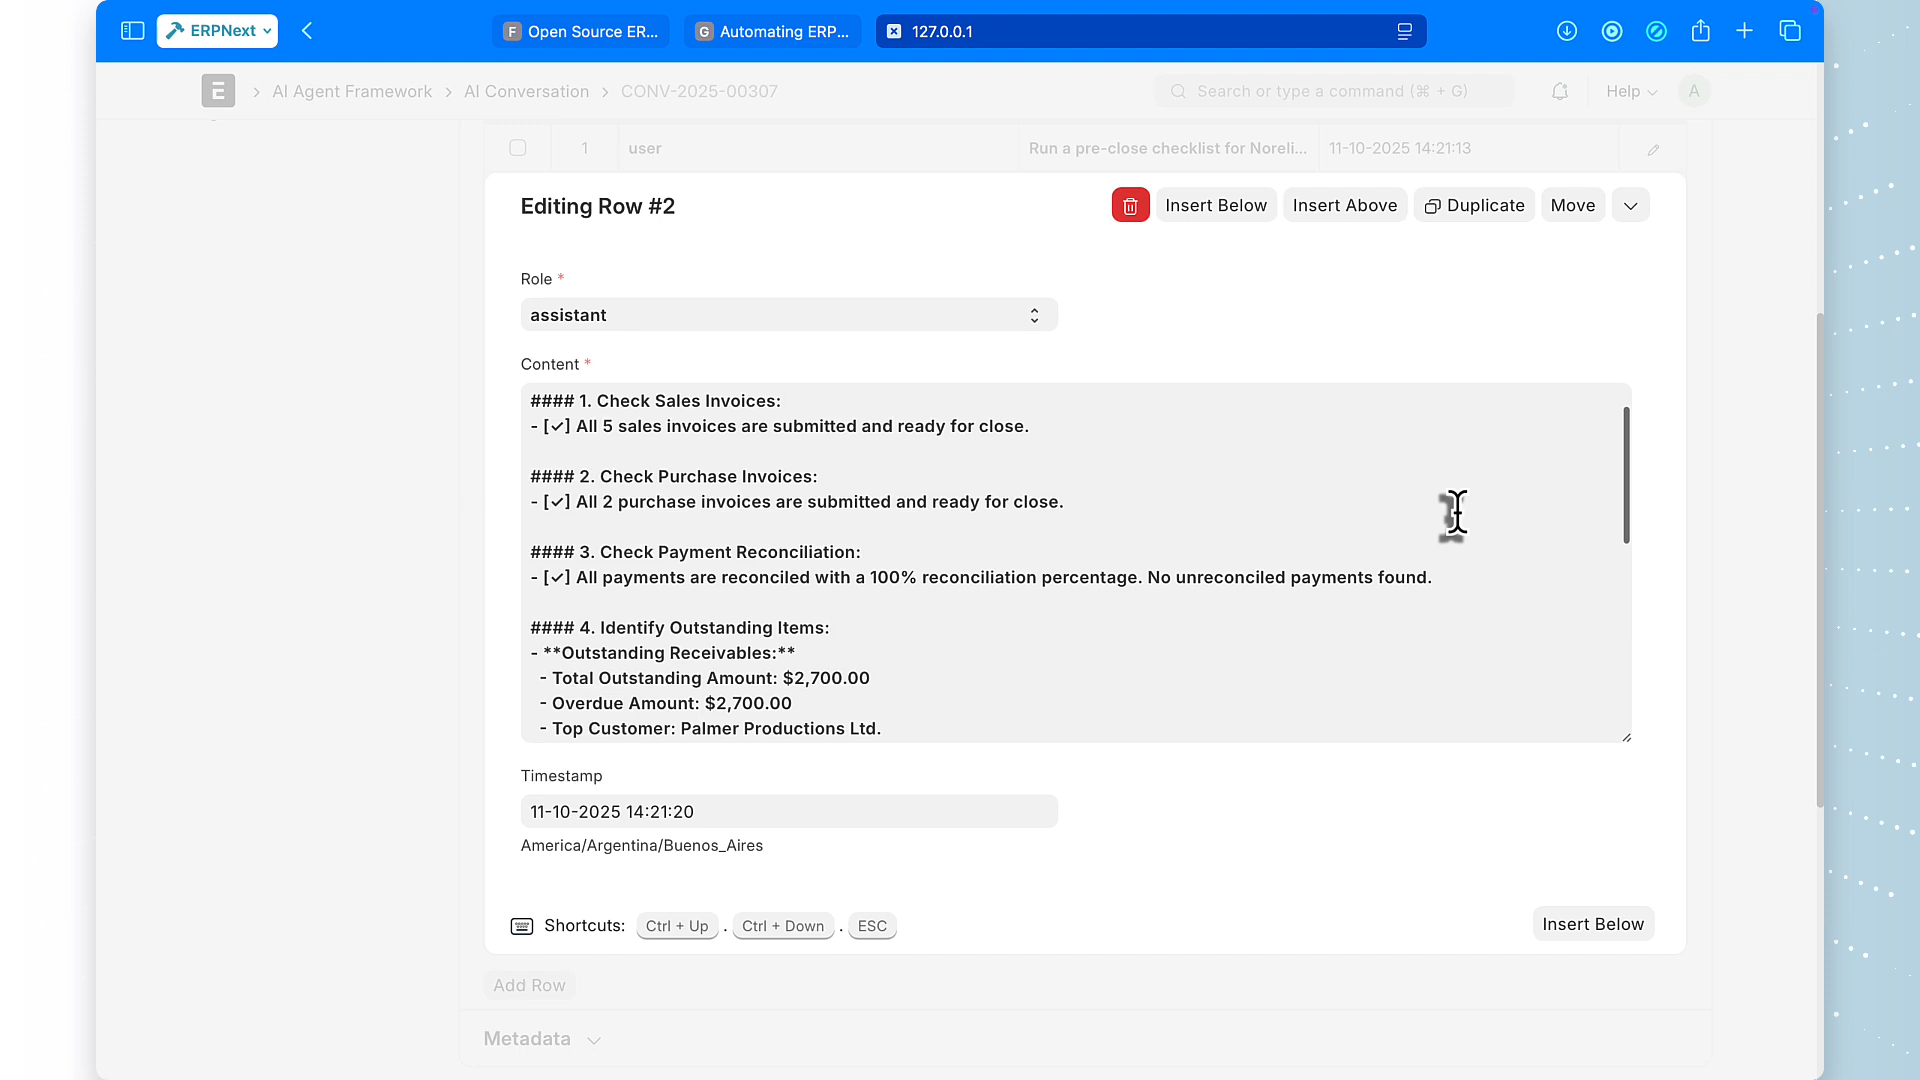 ERPNext
F Open Source ER...
G Automating ERP...
127.0.0.1
E > AI Agent Framework > AI Conversation > CONV-2025-00307
Search or type a command (⌘ + G)
Help
A
1 user Run a pre-close checklist for Noreli... 11-10-2025 14:21:13
Editing Row #2
Insert Below Insert Above Duplicate Move
Role *
assistant
Content *
#### 1. Check Sales Invoices:
- [✓] All 5 sales invoices are submitted and ready for close.
#### 2. Check Purchase Invoices:
- [✓] All 2 purchase invoices are submitted and ready for close.
#### 3. Check Payment Reconciliation:
- [✓] All payments are reconciled with a 100% reconciliation percentage. No unreconciled payments found.
#### 4. Identify Outstanding Items:
- **Outstanding Receivables:**
- Total Outstanding Amount: $2,700.00
- Overdue Amount: $2,700.00
- Top Customer: Palmer Productions Ltd.
Timestamp
11-10-2025 14:21:20
America/Argentina/Buenos_Aires
Shortcuts: Ctrl + Up . Ctrl + Down . ESC
Insert Below
Add Row
Metadata